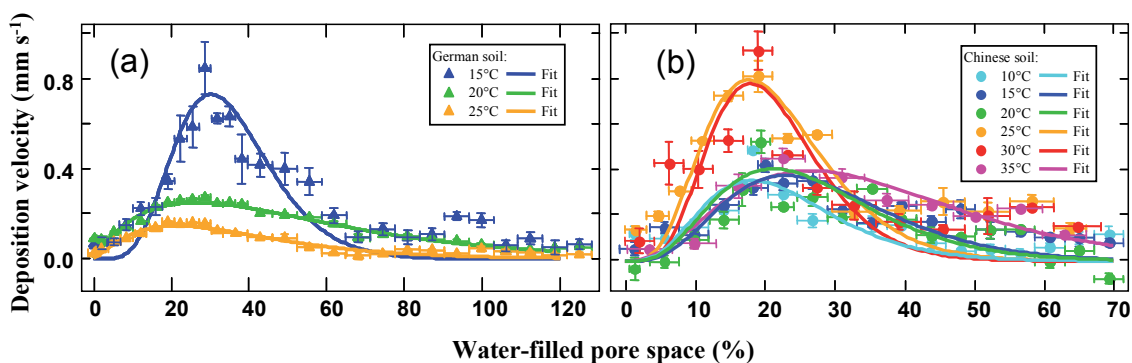 Deposition velocity (mm s⁻¹)
0.8
0.4
0.0
(a)
German soil:
15°C Fit
20°C Fit
25°C Fit
0 20 40 60 80 100 120
(b)
Chinese soil:
10°C Fit
15°C Fit
20°C Fit
25°C Fit
30°C Fit
35°C Fit
0 10 20 30 40 50 60 70
Water-filled pore space (%)